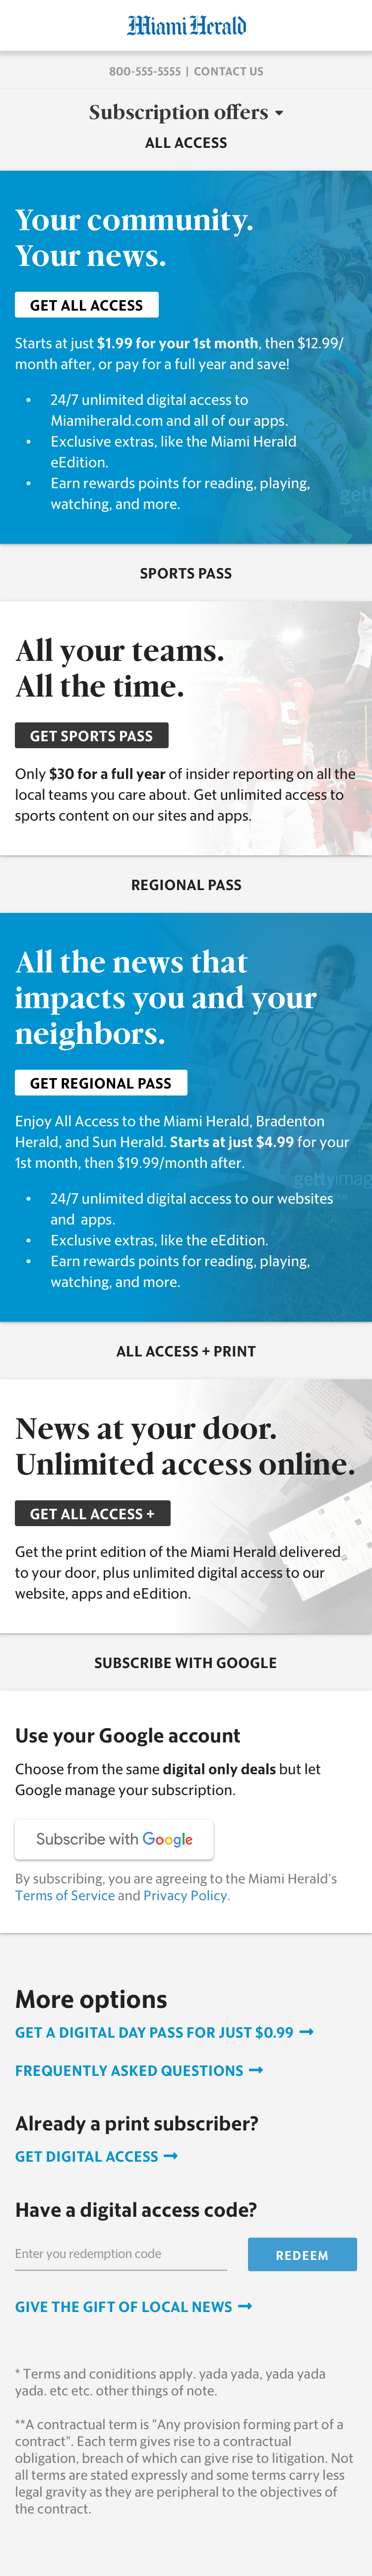 Miami Herald
800-555-5555 | CONTACT US
Subscription offers
ALL ACCESS
Your community.
Your news.
GET ALL ACCESS
Starts at just $1.99 for your 1st month, then $12.99/
month after, or pay for a full year and save!
• 24/7 unlimited digital access to
Miamiherald.com and all of our apps.
• Exclusive extras, like the Miami Herald
eEdition.
• Earn rewards points for reading, playing,
watching, and more.
SPORTS PASS
All your teams.
All the time.
GET SPORTS PASS
Only $30 for a full year of insider reporting on all the
local teams you care about. Get unlimited access to
sports content on our sites and apps.
REGIONAL PASS
All the news that
impacts you and your
neighbors.
GET REGIONAL PASS
Enjoy All Access to the Miami Herald, Bradenton
Herald, and Sun Herald. Starts at just $4.99 for your
1st month, then $19.99/month after.
gettyimag
• 24/7 unlimited digital access to our websites
and apps.
• Exclusive extras, like the eEdition.
• Earn rewards points for reading, playing,
watching, and more.
ALL ACCESS + PRINT
News at your door.
Unlimited access online.
GET ALL ACCESS +
Get the print edition of the Miami Herald delivered
to your door, plus unlimited digital access to our
website, apps and eEdition.
SUBSCRIBE WITH GOOGLE
Use your Google account
Choose from the same digital only deals but let
Google manage your subscription.
Subscribe with Google
By subscribing, you are agreeing to the Miami Herald's
Terms of Service and Privacy Policy.
More options
GET A DIGITAL DAY PASS FOR JUST $0.99
FREQUENTLY ASKED QUESTIONS
Already a print subscriber?
GET DIGITAL ACCESS
Have a digital access code?
Enter you redemption code
REDEEM
GIVE THE GIFT OF LOCAL NEWS
* Terms and coniditions apply. yada yada, yada yada
yada. etc etc. other things of note.
**A contractual term is "Any provision forming part of a
contract". Each term gives rise to a contractual
obligation, breach of which can give rise to litigation. Not
all terms are stated expressly and some terms carry less
legal gravity as they are peripheral to the objectives of
the contract.